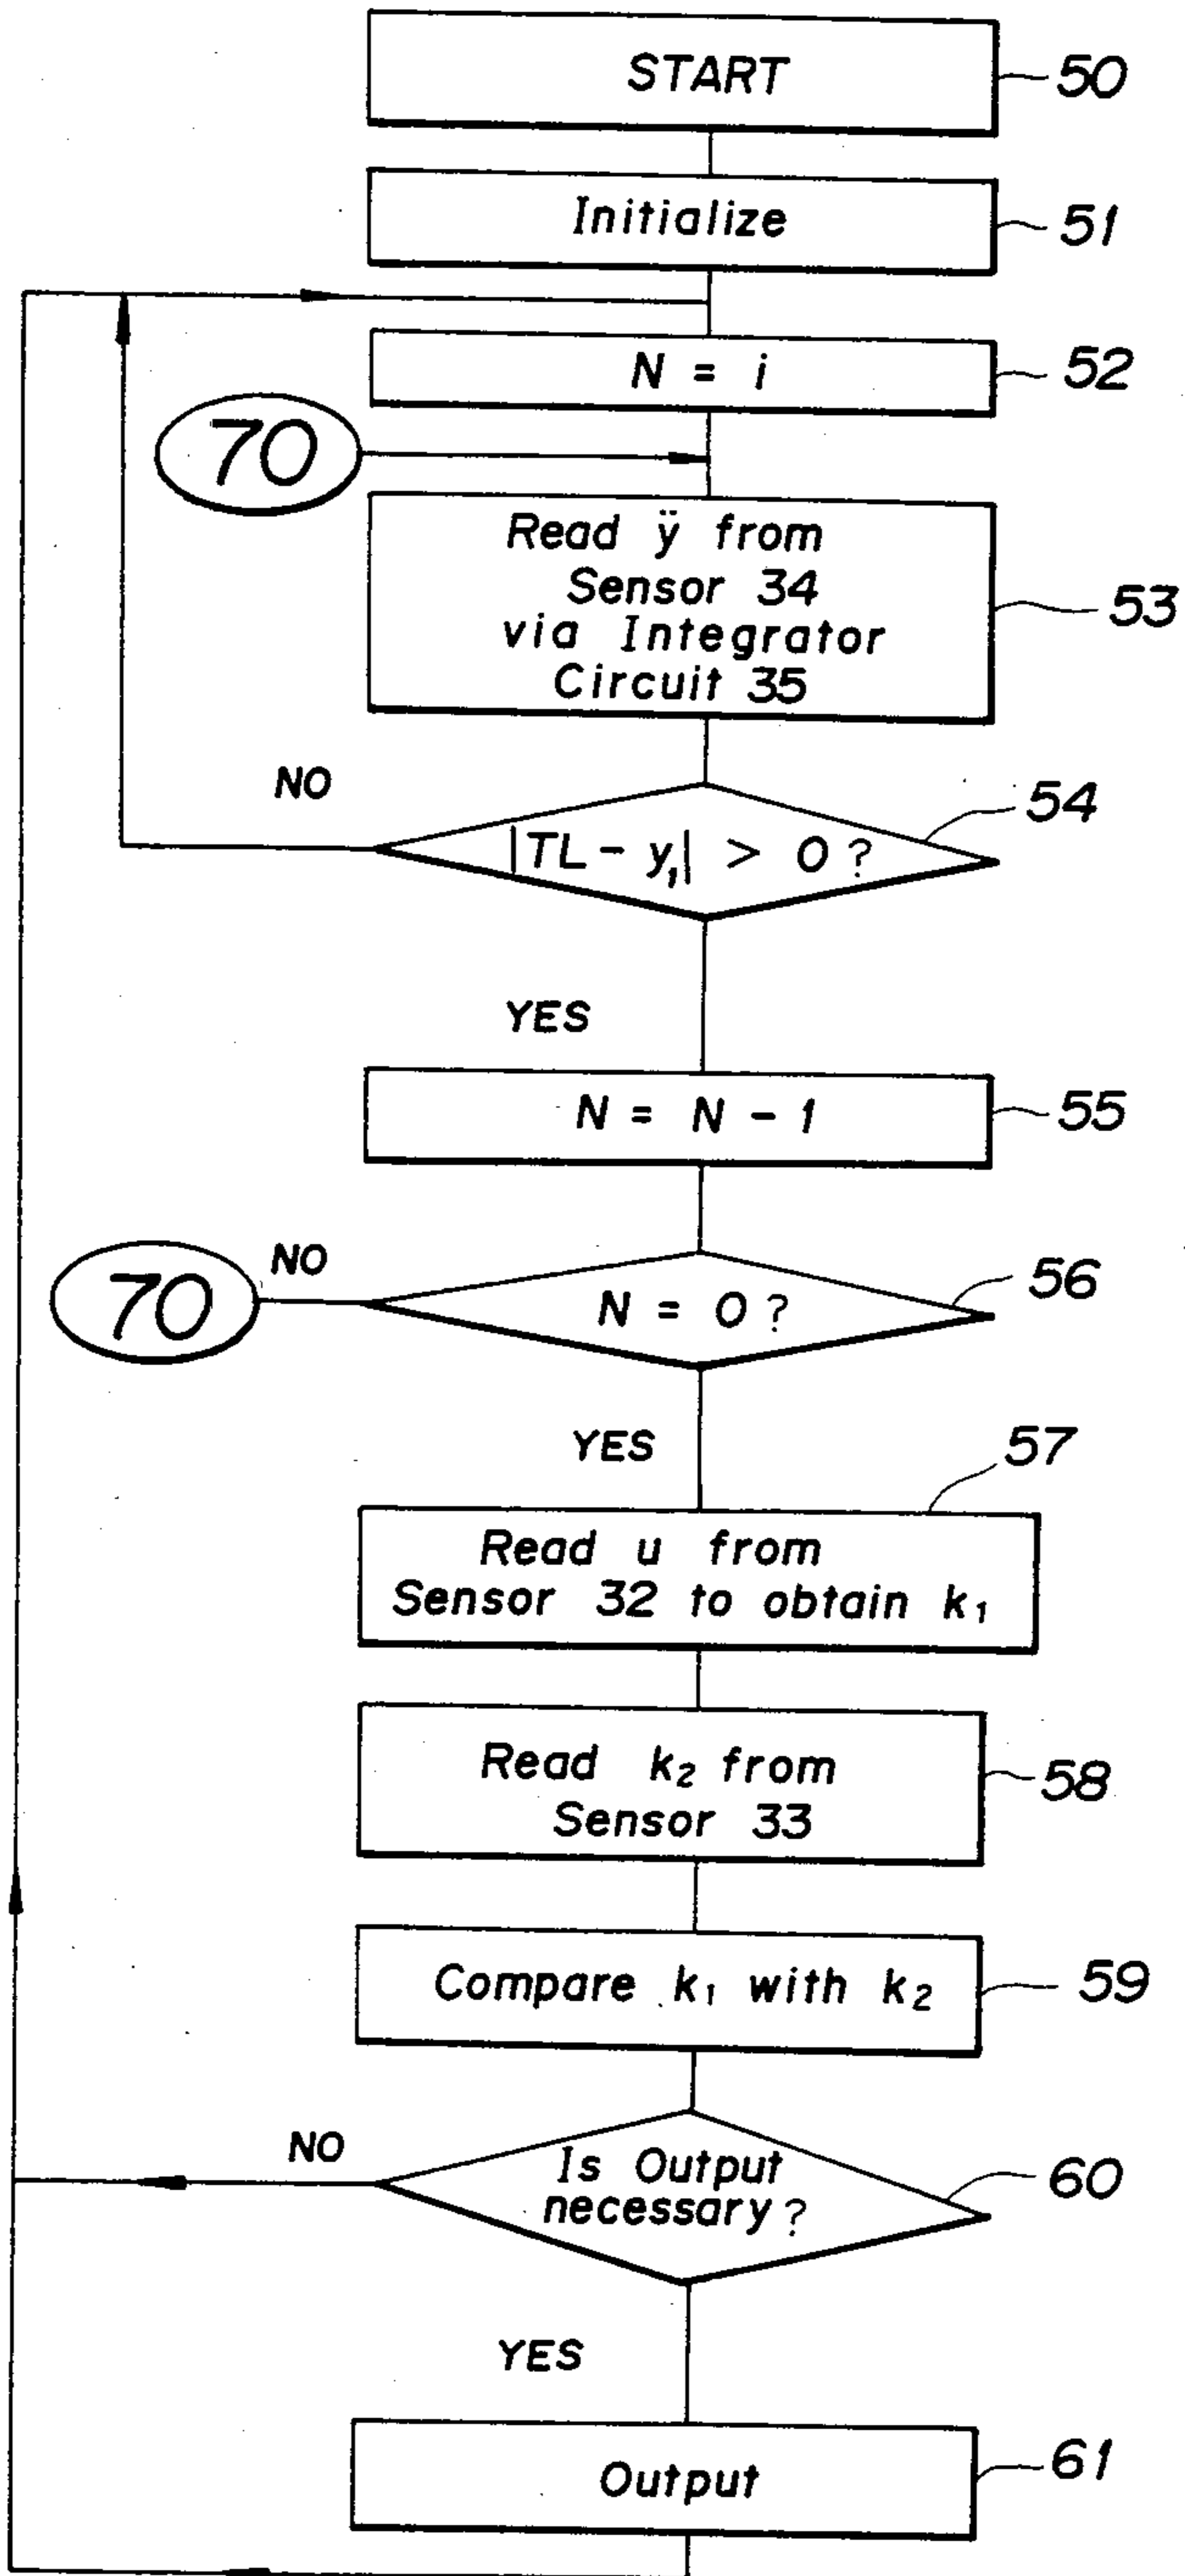 START
50
Initialize
51
N = i
52
70
Read ÿ from
Sensor 34
via Integrator
Circuit 35
53
NO
|TL - y₁| > 0 ?
54
YES
N = N - 1
55
70
NO
N = 0 ?
56
YES
57
Read u from
Sensor 32 to obtain k₁
Read k₂ from
Sensor 33
58
Compare k₁ with k₂
59
NO
Is Output
necessary ?
60
YES
Output
61